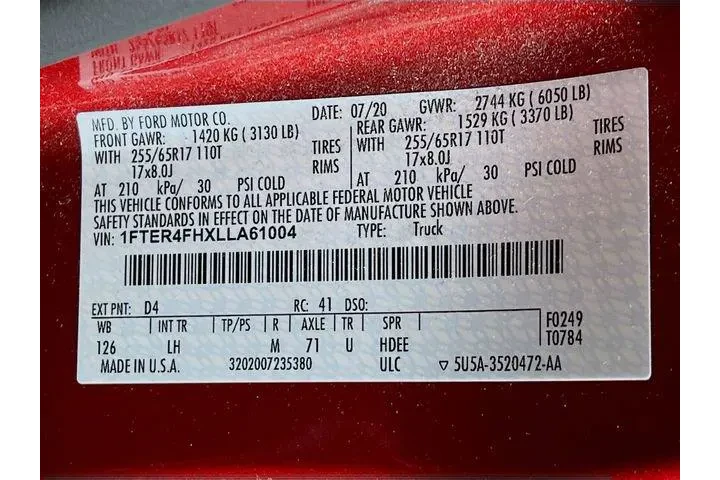 MFD. BY FORD MOTOR CO. DATE: 07/20 GVWR: 2744 KG ( 6050 LB)
FRONT GAWR: 1420 KG ( 3130 LB) REAR GAWR: 1529 KG ( 3370 LB)
WITH 255/65R17 110T TIRES WITH 255/65R17 110T TIRES
17x8.0J RIMS 17x8.0J RIMS
AT 210 kPa/ 30 PSI COLD AT 210 kPa/ 30 PSI COLD
THIS VEHICLE CONFORMS TO ALL APPLICABLE FEDERAL MOTOR VEHICLE
SAFETY STANDARDS IN EFFECT ON THE DATE OF MANUFACTURE SHOWN ABOVE.
VIN: 1FTER4FHXLLA61004 TYPE: Truck
EXT PNT: D4 RC: 41 DSO:
WB INT TR TP/PS R AXLE TR SPR F0249
126 LH M 71 U HDEE T0784
MADE IN U.S.A. 3202007235380 ULC ▽ 5U5A-3520472-AA